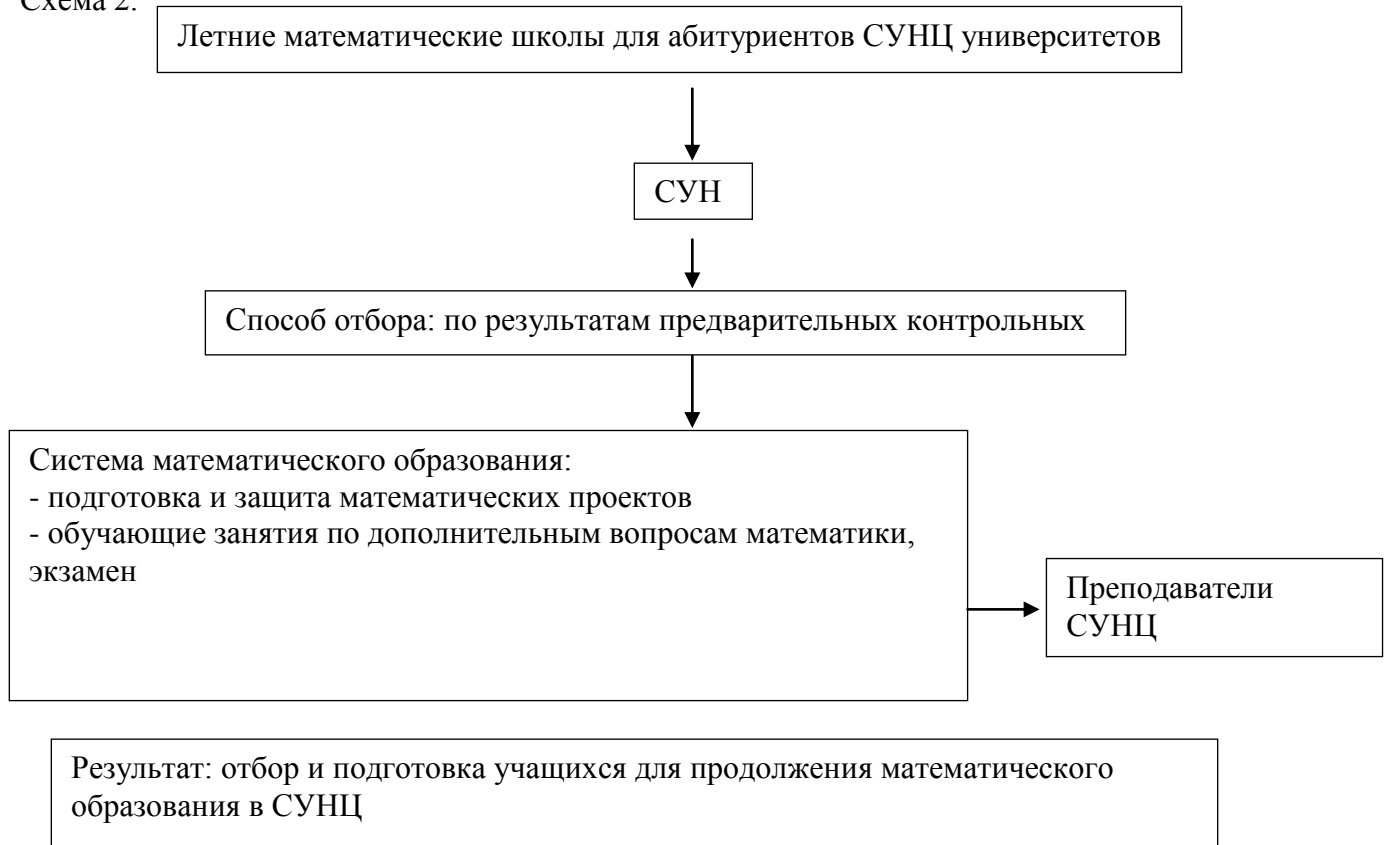 Схема 2.
Летние математические школы для абитуриентов СУНЦ университетов
СУН
Способ отбора: по результатам предварительных контрольных
Система математического образования:
- подготовка и защита математических проектов
- обучающие занятия по дополнительным вопросам математики,
экзамен
Преподаватели
СУНЦ
Результат: отбор и подготовка учащихся для продолжения математического
образования в СУНЦ